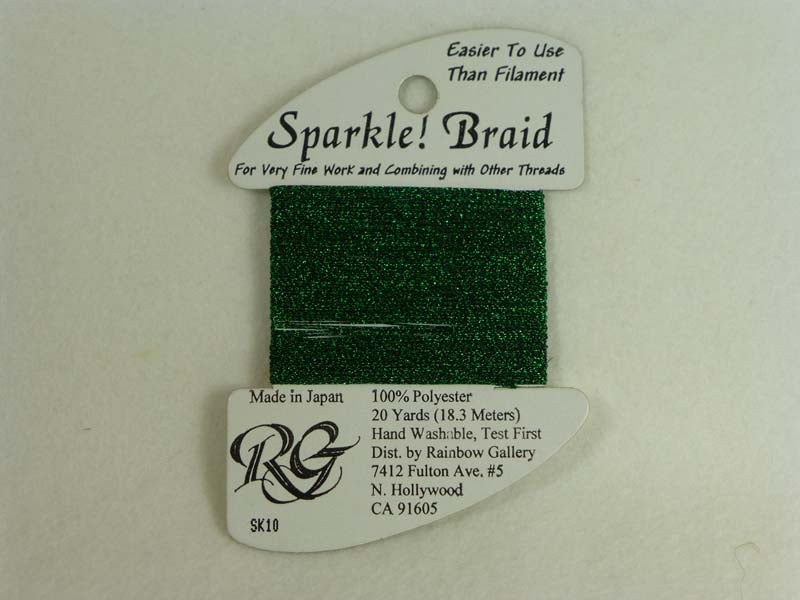 Easier To Use
Than Filament
Sparkle! Braid
For Very Fine Work and Combining with Other Threads
Made in Japan
100% Polyester
20 Yards (18.3 Meters)
Hand Washable, Test First
Dist. by Rainbow Gallery
7412 Fulton Ave. #5
N. Hollywood
CA 91605
RG
SK10